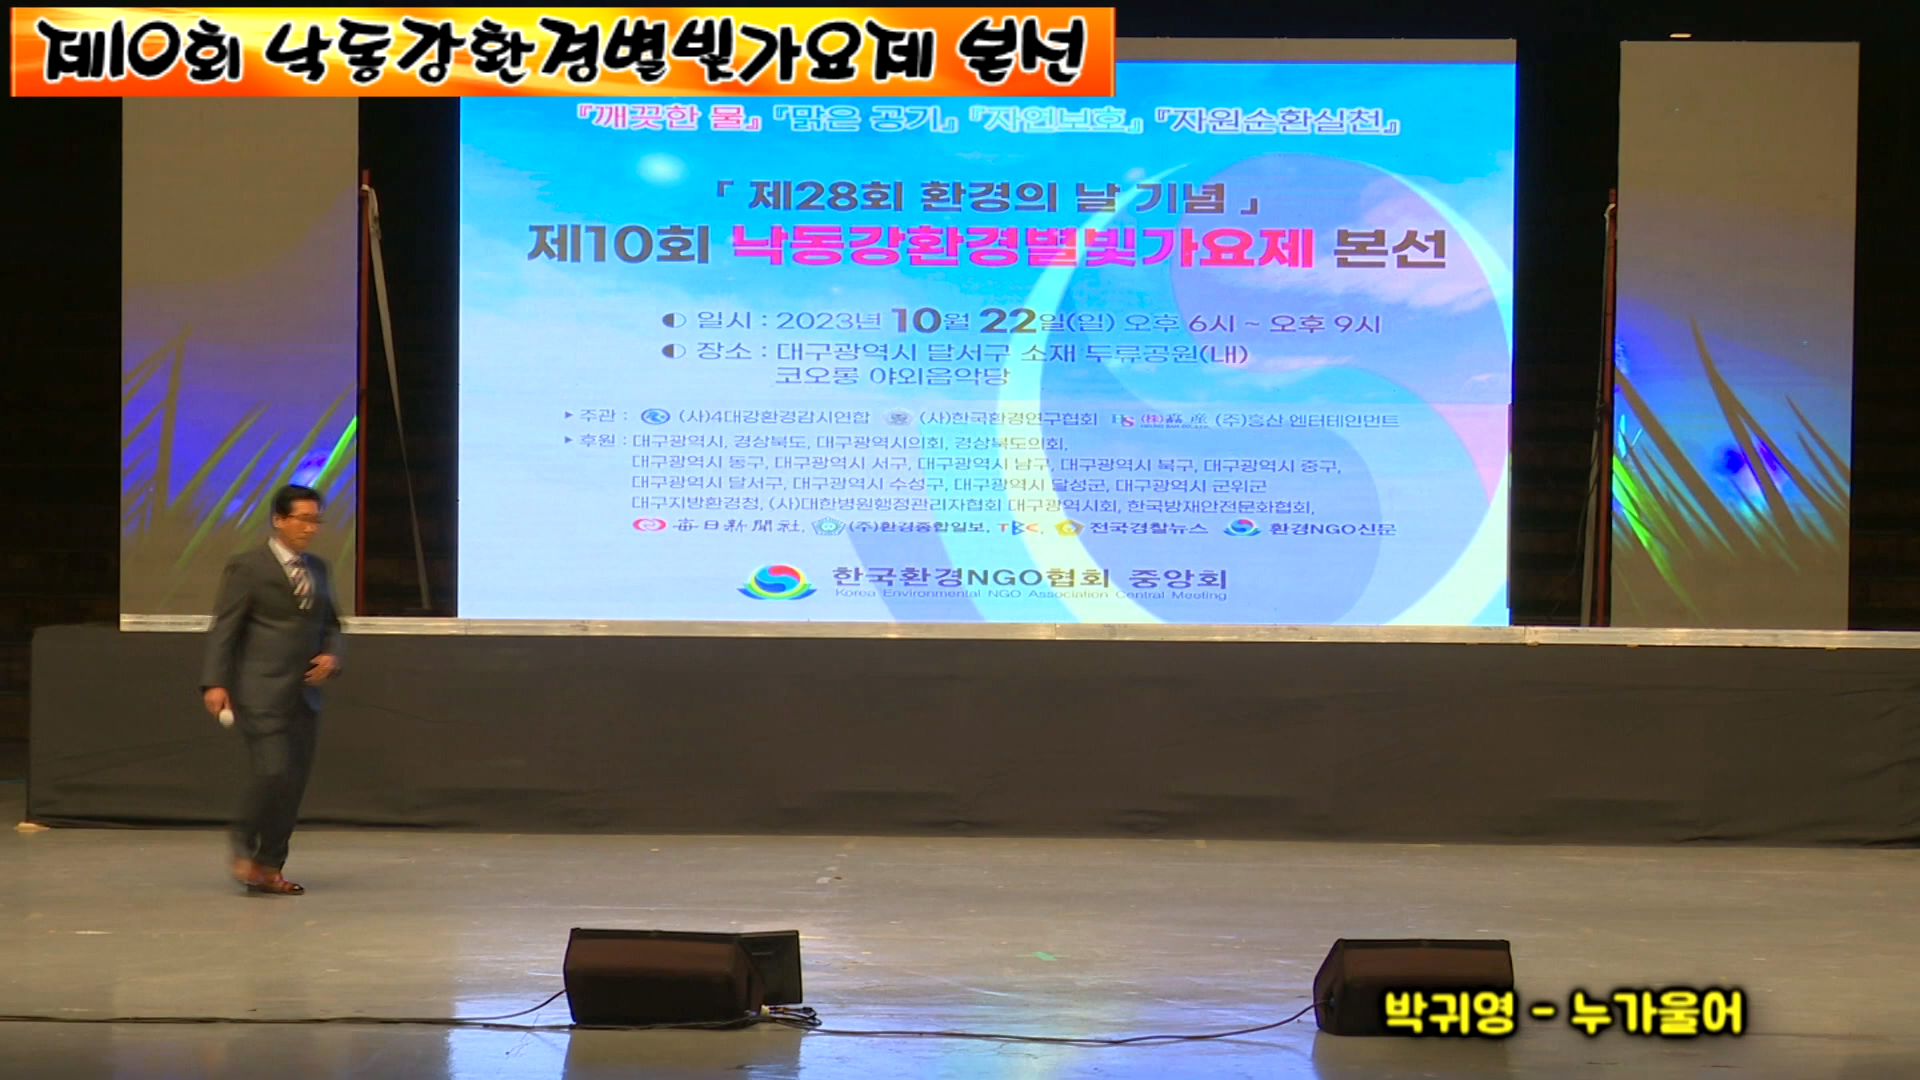 제10회 낙동강환경별빛가요제 본선
『깨끗한 물』『맑은 공기』『자연보호』『자원순환실천』
「 제28회 환경의 날 기념 」
제10회 낙동강환경별빛가요제 본선
◐ 일시 : 2023년 10월 22일(일) 오후 6시 ~ 오후 9시
◐ 장소 : 대구광역시 달서구 소재 두류공원(내)
코오롱 야외음악당
▸ 주관 : (사)4대강환경감시연합 (사)한국환경연구협회 (주)흥산 엔터테인먼트
▸ 후원 : 대구광역시, 경상북도, 대구광역시의회, 경상북도의회,
대구광역시 동구, 대구광역시 서구, 대구광역시 남구, 대구광역시 북구, 대구광역시 중구,
대구광역시 달서구, 대구광역시 수성구, 대구광역시 달성군, 대구광역시 군위군
대구지방환경청, (사)대한병원행정관리자협회 대구광역시회, 한국방재안전문화협회,
每日新聞社, (주)환경종합일보, TBC, 전국경찰뉴스 환경NGO신문
한국환경NGO협회 중앙회
Korea Environmental NGO Association Central Meeting
박귀영 - 누가울어